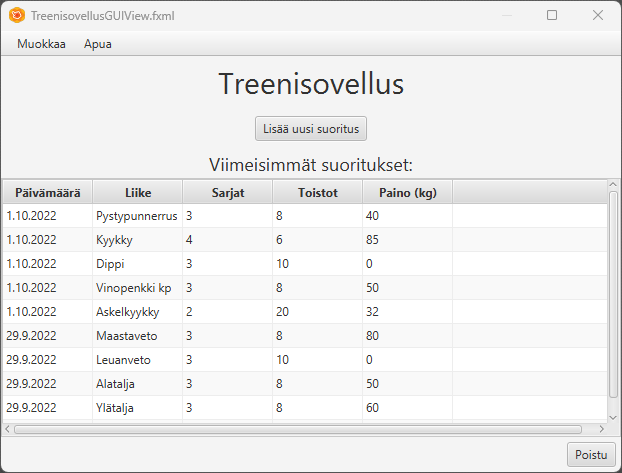 TreenisovellusGUIView.fxml
Muokkaa Apua
Treenisovellus
Lisää uusi suoritus
Viimeisimmät suoritukset:
Päivämäärä Liike Sarjat Toistot Paino (kg)
1.10.2022 Pystypunnerrus 3 8 40
1.10.2022 Kyykky 4 6 85
1.10.2022 Dippi 3 10 0
1.10.2022 Vinopenkki kp 3 8 50
1.10.2022 Askelkyykky 2 20 32
29.9.2022 Maastaveto 3 8 80
29.9.2022 Leuanveto 3 10 0
29.9.2022 Alatalja 3 8 50
29.9.2022 Ylätalja 3 8 60
Poistu